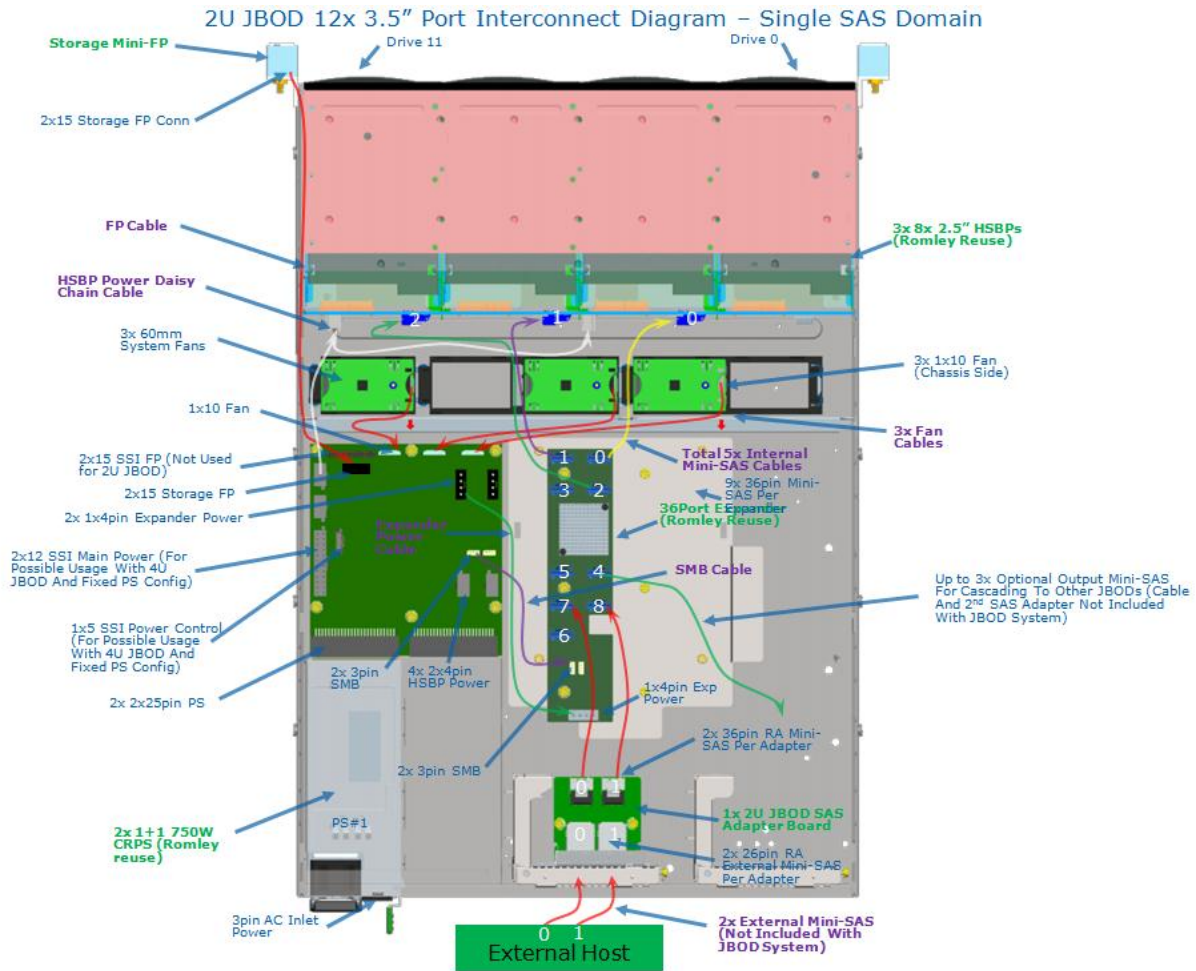 2U JBOD 12x 3.5” Port Interconnect Diagram – Single SAS Domain
Storage Mini-FP
Drive 11
Drive 0
2x15 Storage FP Conn
FP Cable
3x 8x 2.5” HSBPs
(Romley Reuse)
HSBP Power Daisy
Chain Cable
2
1
0
3x 60mm
System Fans
3x 1x10 Fan
(Chassis Side)
1x10 Fan
3x Fan
Cables
2x15 SSI FP (Not Used
for 2U JBOD)
1
0
Total 5x Internal
Mini-SAS Cables
2x15 Storage FP
3
2
9x 36pin Mini-
SAS Per
Expander
2x 1x4pin Expander Power
36Port Expander
(Romley Reuse)
Expander
Power
Cable
2x12 SSI Main Power (For
Possible Usage With 4U
JBOD And Fixed PS Config)
5
4
SMB Cable
7
8
6
Up to 3x Optional Output Mini-SAS
For Cascading To Other JBODs (Cable
And 2nd SAS Adapter Not Included
With JBOD System)
1x5 SSI Power Control
(For Possible Usage
With 4U JBOD And
Fixed PS Config)
2x 3pin
SMB
4x 2x4pin
HSBP Power
2x 2x25pin PS
1x4pin Exp
Power
2x 36pin RA Mini-
SAS Per Adapter
2x 3pin SMB
0
1
1x 2U JBOD SAS
Adapter Board
PS#1
0
1
2x 1+1 750W
CRPS (Romley
reuse)
2x 26pin RA
External Mini-SAS
Per Adapter
3pin AC Inlet
Power
2x External Mini-SAS
(Not Included With
JBOD System)
0
1
External Host